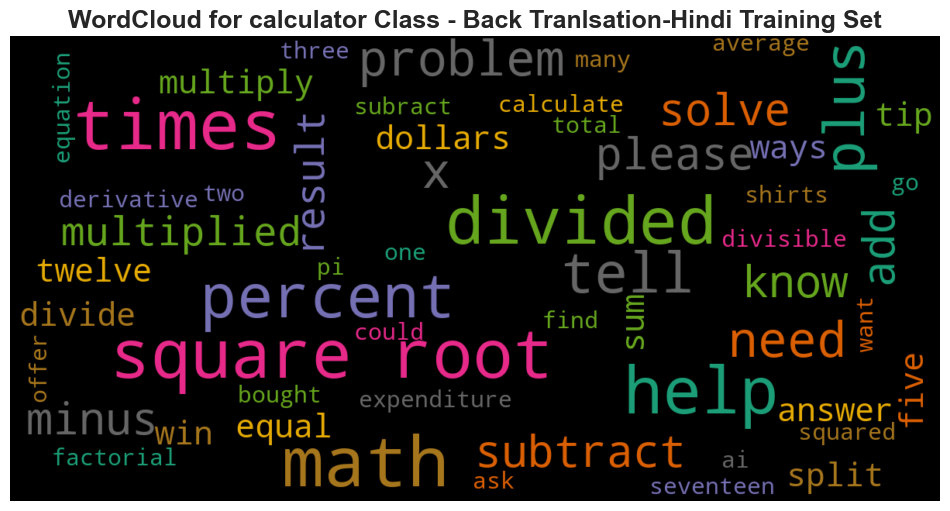 WordCloud for calculator Class - Back Tranlsation-Hindi Training Set
three
problem
many
average
equation
multiply
times
subract
calculate
total
dollars
solve
plus
tip
result
x
please
ways
derivative
two
shirts
go
multiplied
divided
divisible
add
one
twelve
pi
tell
know
percent
divide
could
find
sum
need
want
square root
offer
bought
expenditure
help
answer
five
minus
win
equal
squared
factorial
math
subtract
ask
ai
split
seventeen